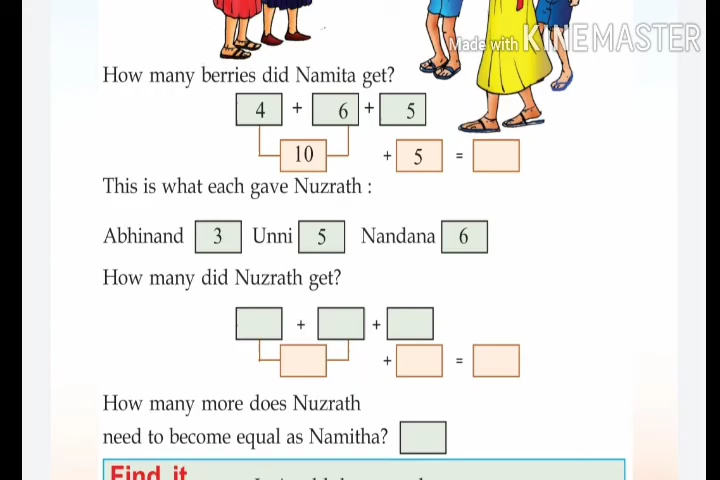 Made with KINEMASTER
How many berries did Namita get?
4 + 6 + 5
10 + 5 =
This is what each gave Nuzrath :
Abhinand 3 Unni 5 Nandana 6
How many did Nuzrath get?
+ +
+ =
How many more does Nuzrath
need to become equal as Namitha?
Find it